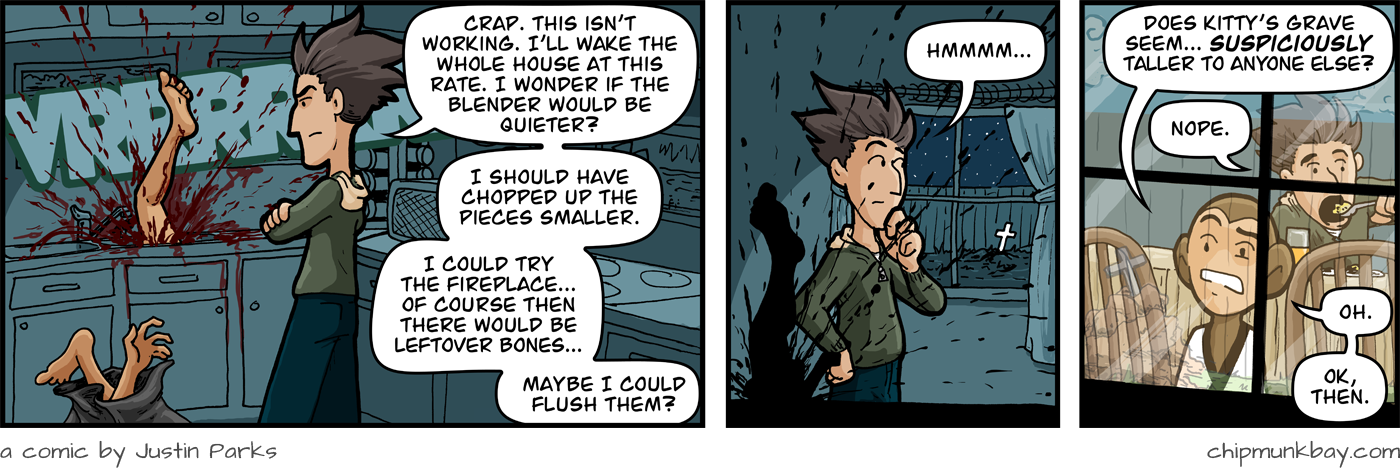 CRAP. THIS ISN'T
WORKING. I'LL WAKE THE
WHOLE HOUSE AT THIS
RATE. I WONDER IF THE
BLENDER WOULD BE
QUIETER?
I SHOULD HAVE
CHOPPED UP THE
PIECES SMALLER.
I COULD TRY
THE FIREPLACE...
OF COURSE THEN
THERE WOULD BE
LEFTOVER BONES...
MAYBE I COULD
FLUSH THEM?
HMMMM...
DOES KITTY'S GRAVE
SEEM... SUSPICIOUSLY
TALLER TO ANYONE ELSE?
NOPE.
OH.
OK,
THEN.
a comic by Justin Parks
chipmunkbay.com